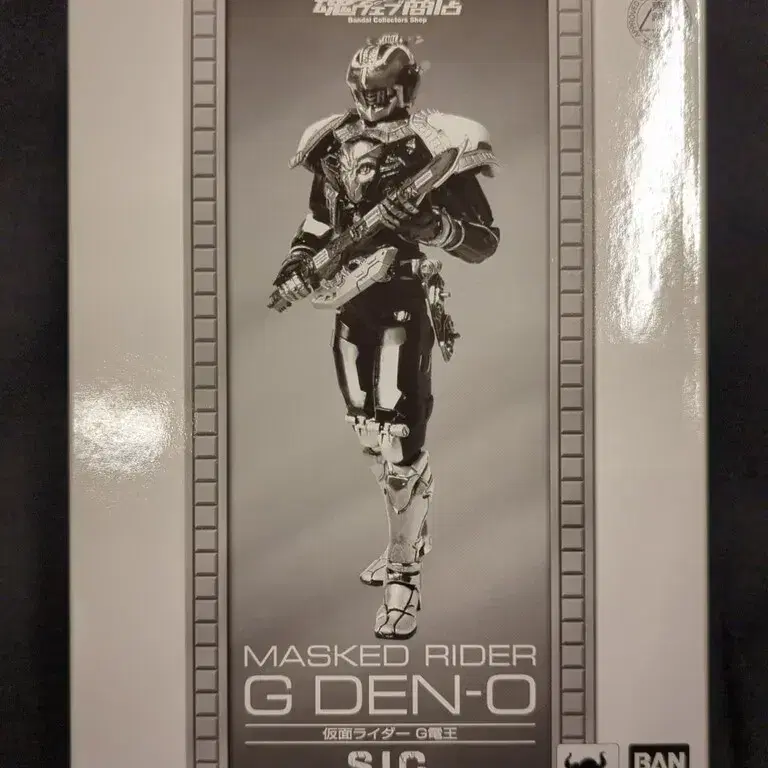 魂ウェブ商店
Bandai Collectors Shop
MASKED RIDER
G DEN-O
仮面ライダー G電王
S.I.C.
BAN